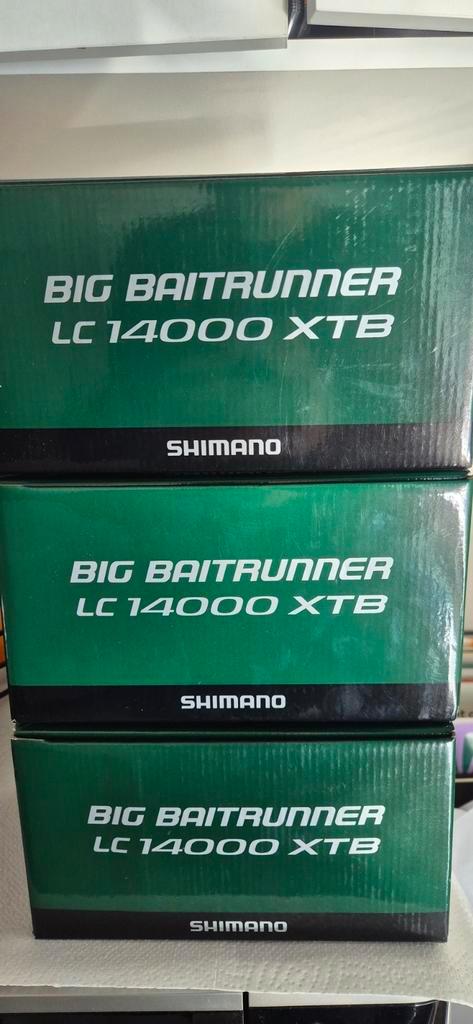 BIG BAITRUNNER
LC 14000 XTB
SHIMANO
BIG BAITRUNNER
LC 14000 XTB
SHIMANO
BIG BAITRUNNER
LC 14000 XTB
SHIMANO